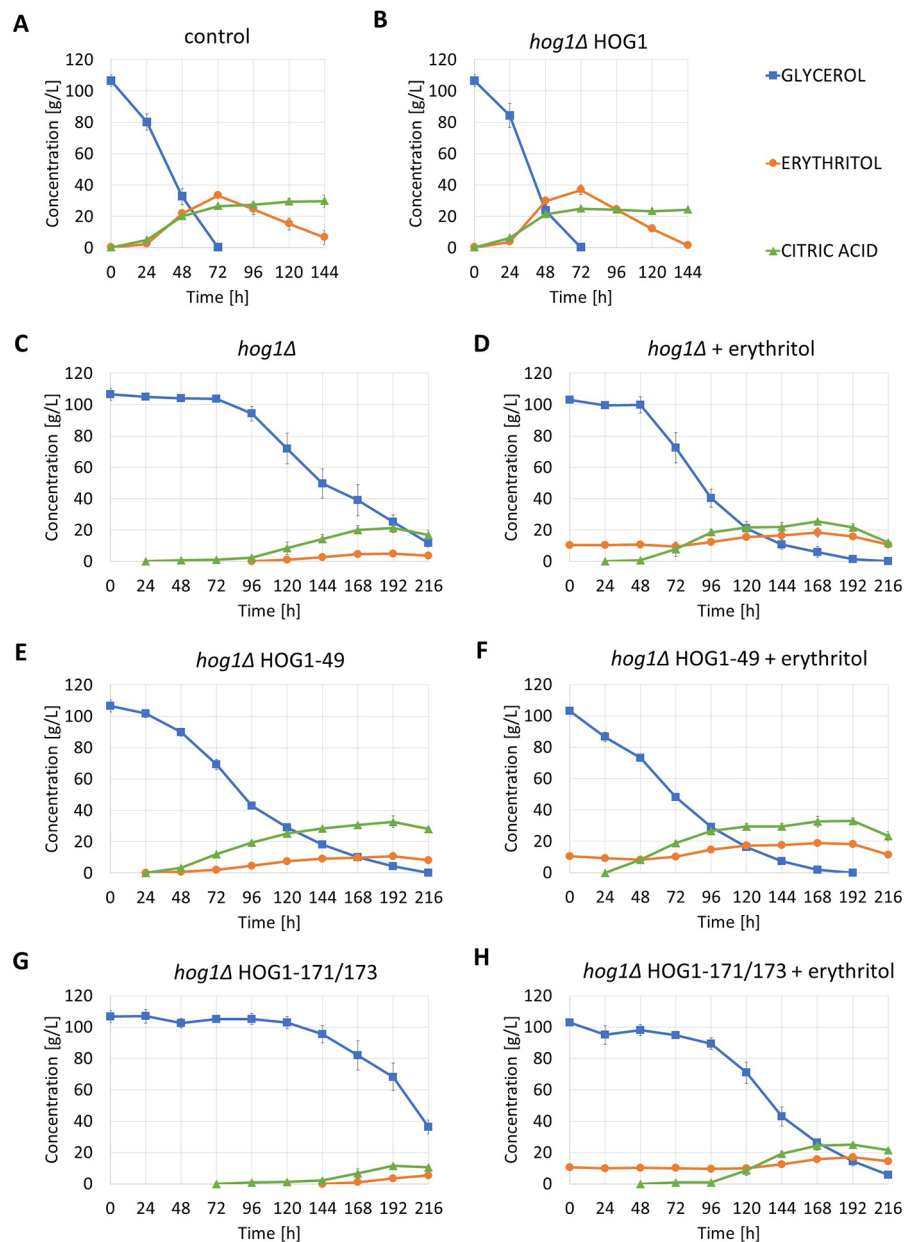 A
control
B
hog1Δ HOG1
120
100
80
60
40
20
0
Concentration [g/L]
0 24 48 72 96 120 144
Time [h]
120
100
80
60
40
20
0
Concentration [g/L]
0 24 48 72 96 120 144
Time [h]
GLYCEROL
ERYTHRITOL
CITRIC ACID
C
hog1Δ
120
100
80
60
40
20
0
Concentration [g/L]
0 24 48 72 96 120 144 168 192 216
Time [h]
D
hog1Δ + erythritol
120
100
80
60
40
20
0
Concentration [g/L]
0 24 48 72 96 120 144 168 192 216
Time [h]
E
hog1Δ HOG1-49
120
100
80
60
40
20
0
Concentration [g/L]
0 24 48 72 96 120 144 168 192 216
Time [h]
F
hog1Δ HOG1-49 + erythritol
120
100
80
60
40
20
0
Concentration [g/L]
0 24 48 72 96 120 144 168 192 216
Time [h]
G
hog1Δ HOG1-171/173
120
100
80
60
40
20
0
Concentration [g/L]
0 24 48 72 96 120 144 168 192 216
Time [h]
H
hog1Δ HOG1-171/173 + erythritol
120
100
80
60
40
20
0
Concentration [g/L]
0 24 48 72 96 120 144 168 192 216
Time [h]